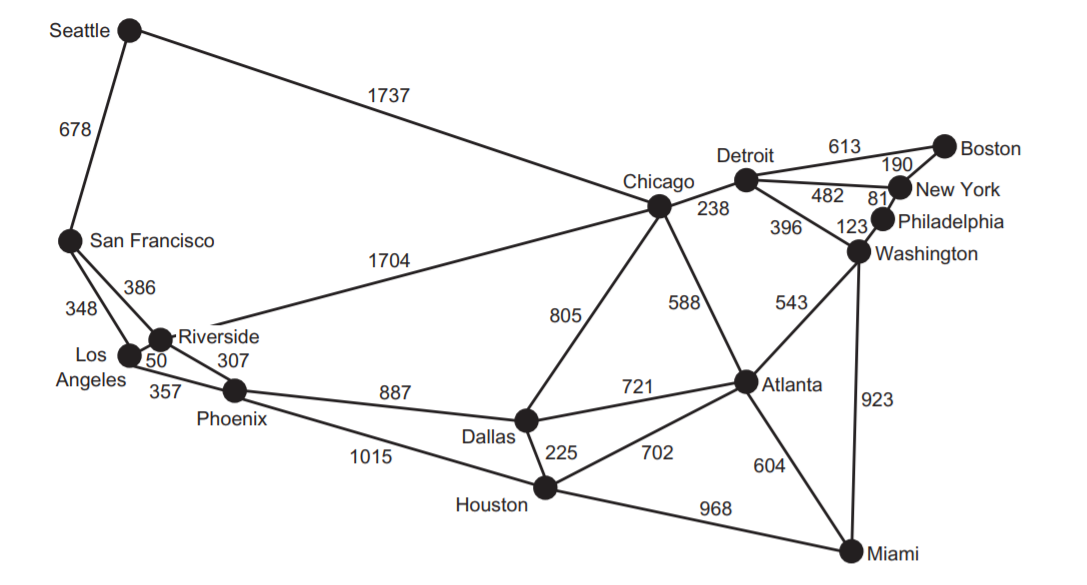 Seattle
1737
678
613
Boston
Detroit
190
Chicago
482
81
New York
238
Philadelphia
396
123
San Francisco
Washington
1704
386
348
588
543
805
Riverside
Los
Angeles
50
307
357
721
Atlanta
887
923
Phoenix
Dallas
225
702
1015
604
Houston
968
Miami